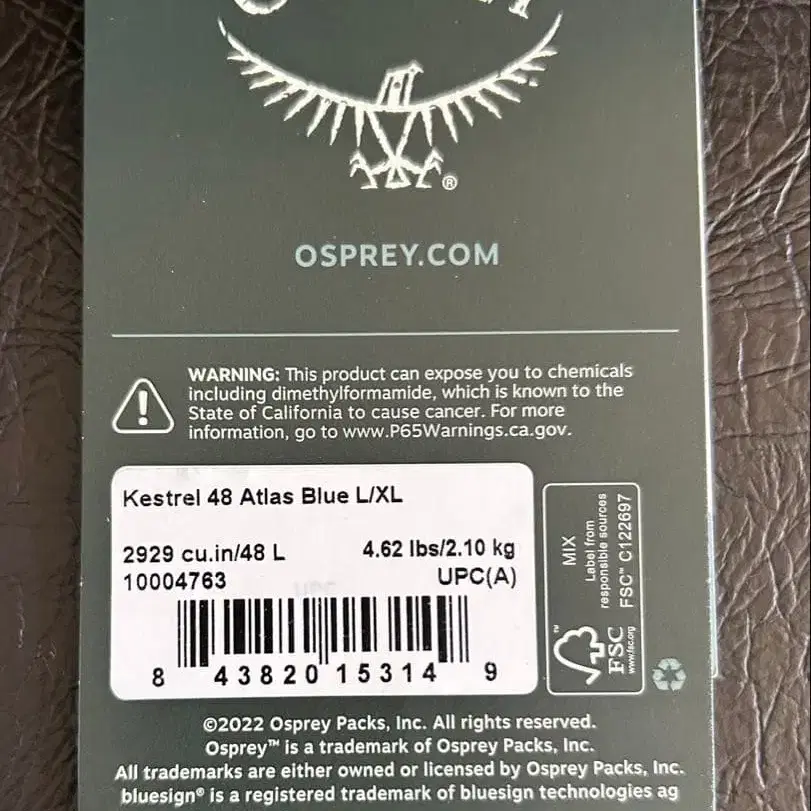 ®
OSPREY.COM
WARNING: This product can expose you to chemicals
including dimethylformamide, which is known to the
State of California to cause cancer. For more
information, go to www.P65Warnings.ca.gov.
Kestrel 48 Atlas Blue L/XL
2929 cu.in/48 L 4.62 lbs/2.10 kg
10004763 UPC(A)
8 43820 15314 9
MIX
Label from
responsible sources
FSC™ C122697
™
FSC
www.fsc.org
©2022 Osprey Packs, Inc. All rights reserved.
Osprey™ is a trademark of Osprey Packs, Inc.
All trademarks are either owned or licensed by Osprey Packs, Inc.
bluesign® is a registered trademark of bluesign technologies ag